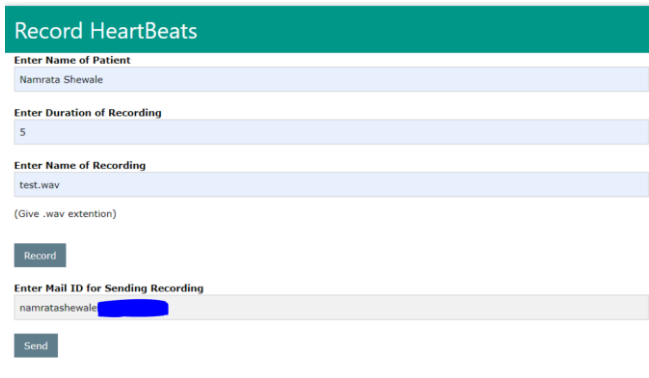 Record HeartBeats
Enter Name of Patient
Namrata Shewale
Enter Duration of Recording
5
Enter Name of Recording
test.wav
(Give .wav extention)
Record
Enter Mail ID for Sending Recording
namratashewale
Send